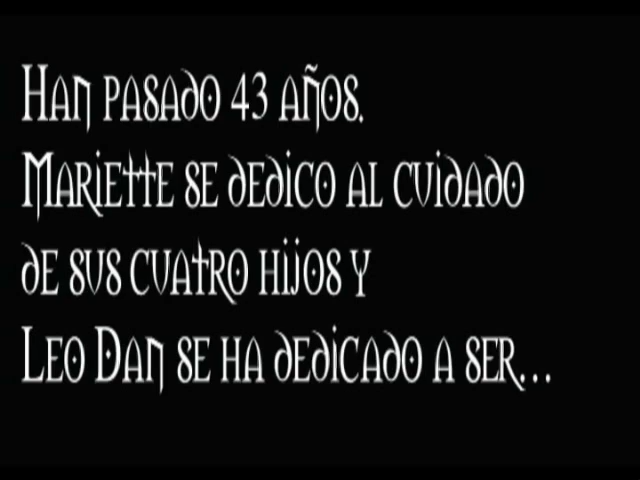 Han pasado 43 años.
Mariette se dedico al cuidado
de sus cuatro hijos y
Leo Dan se ha dedicado a ser...